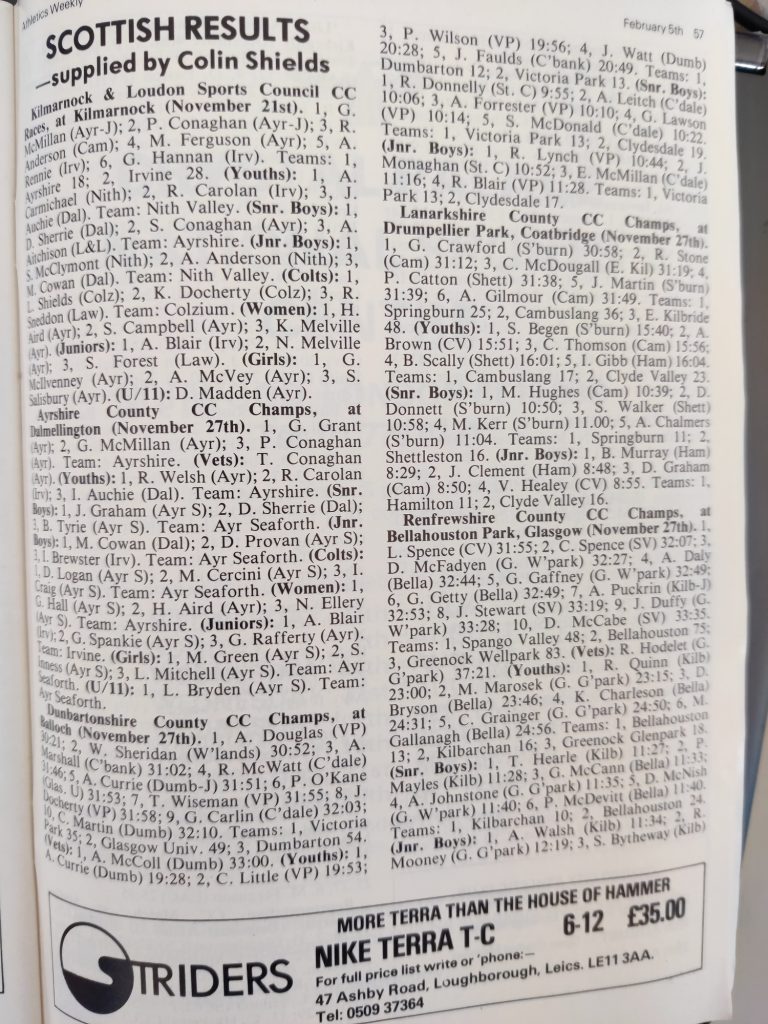 Athletics Weekly
February 5th 57
SCOTTISH RESULTS
—supplied by Colin Shields
Kilmarnock & Loudon Sports Council CC
Races, at Kilmarnock (November 21st). 1, G.
McMillan (Ayr-J); 2, P. Conaghan (Ayr-J); 3, R.
Anderson (Cam); 4, M. Ferguson (Ayr); 5, A.
Rennie (Irv); 6, G. Hannan (Irv). Teams: 1,
Ayrshire 18; 2, Irvine 28. (Youths): 1, A.
Carmichael (Nith); 2, R. Carolan (Irv); 3, J.
Auchie (Dal). Team: Nith Valley. (Snr. Boys): 1,
D. Sherrie (Dal); 2, S. Conaghan (Ayr); 3, A.
Aitchison (L&L). Team: Ayrshire. (Jnr. Boys): 1,
S. McClymont (Nith); 2, A. Anderson (Nith); 3,
M. Cowan (Dal). Team: Nith Valley. (Colts): 1,
L. Shields (Colz); 2, K. Docherty (Colz); 3, R.
Sneddon (Law). Team: Colzium. (Women): 1, H.
Aird (Ayr); 2, S. Campbell (Ayr); 3, K. Melville
(Ayr). (Juniors): 1, A. Blair (Irv); 2, N. Melville
(Ayr); 3, S. Forest (Law). (Girls): 1, G.
McIlvenney (Ayr); 2, A. McVey (Ayr); 3, S.
Salisbury (Ayr). (U/11): D. Madden (Ayr).
Ayrshire County CC Champs, at
Dalmellington (November 27th). 1, G. Grant
(Ayr); 2, G. McMillan (Ayr); 3, P. Conaghan
(Ayr). Team: Ayrshire. (Vets): T. Conaghan
(Ayr). (Youths): 1, R. Welsh (Ayr); 2, R. Carolan
(Irv); 3, I. Auchie (Dal). Team: Ayrshire. (Snr.
Boys): 1, J. Graham (Ayr S); 2, D. Sherrie (Dal);
3, B. Tyrie (Ayr S). Team: Ayr Seaforth. (Jnr.
Boys): 1, M. Cowan (Dal); 2, D. Provan (Ayr S);
3, I. Brewster (Irv). Team: Ayr Seaforth. (Colts):
1, D. Logan (Ayr S); 2, M. Cercini (Ayr S); 3, I.
Craig (Ayr S). Team: Ayr Seaforth. (Women): 1,
G. Hall (Ayr S); 2, H. Aird (Ayr); 3, N. Ellery
(Ayr S). Team: Ayrshire. (Juniors): 1, A. Blair
(Irv); 2, G. Spankie (Ayr S); 3, G. Rafferty (Ayr).
Team: Irvine. (Girls): 1, M. Green (Ayr S); 2, S.
Inness (Ayr S); 3, L. Mitchell (Ayr S). Team: Ayr
Seaforth. (U/11): 1, L. Bryden (Ayr S). Team:
Ayr Seaforth.
Dunbartonshire County CC Champs, at
Balloch (November 27th). 1, A. Douglas (VP)
30:21; 2, W. Sheridan (W'lands) 30:52; 3, A.
Marshall (C'bank) 31:02; 4, R. McWatt (C'dale)
31:46; 5, A. Currie (Dumb-J) 31:51; 6, P. O'Kane
(Glas. U) 31:53; 7, T. Wiseman (VP) 31:55; 8, J.
Docherty (VP) 31:58; 9, G. Carlin (C'dale) 32:03;
10, C. Martin (Dumb) 32:10. Teams: 1, Victoria
Park 35; 2, Glasgow Univ. 49; 3, Dumbarton 54.
(Vets): 1, A. McColl (Dumb) 33:00. (Youths): 1,
A. Currie (Dumb) 19:28; 2, C. Little (VP) 19:53;
3, P. Wilson (VP) 19:56; 4, J. Watt (Dumb)
20:28; 5, J. Faulds (C'bank) 20:49. Teams: 1,
Dumbarton 12; 2, Victoria Park 13. (Snr. Boys):
1, R. Donnelly (St. C) 9:55; 2, A. Leitch (C'dale)
10:06; 3, A. Forrester (VP) 10:10; 4, G. Lawson
(VP) 10:14; 5, S. McDonald (C'dale) 10:22.
Teams: 1, Victoria Park 13; 2, Clydesdale 19.
(Jnr. Boys): 1, R. Lynch (VP) 10:44; 2, J.
Monaghan (St. C) 10:52; 3, E. McMillan (C'dale)
11:16; 4, R. Blair (VP) 11:28. Teams: 1, Victoria
Park 13; 2, Clydesdale 17.
Lanarkshire County CC Champs, at
Drumpellier Park, Coatbridge (November 27th).
1, G. Crawford (S'burn) 30:58; 2, R. Stone
(Cam) 31:12; 3, C. McDougall (E. Kil) 31:19; 4,
P. Catton (Shett) 31:38; 5, J. Martin (S'burn)
31:39; 6, A. Gilmour (Cam) 31:49. Teams: 1,
Springburn 25; 2, Cambuslang 36; 3, E. Kilbride
48. (Youths): 1, S. Begen (S'burn) 15:40; 2, A.
Brown (CV) 15:51; 3, C. Thomson (Cam) 15:56;
4, B. Scally (Shett) 16:01; 5, I. Gibb (Ham) 16:04.
Teams: 1, Cambuslang 17; 2, Clyde Valley 23.
(Snr. Boys): 1, M. Hughes (Cam) 10:39; 2, D.
Donnett (S'burn) 10:50; 3, S. Walker (Shett)
10:58; 4, M. Kerr (S'burn) 11.00; 5, A. Chalmers
(S'burn) 11:04. Teams: 1, Springburn 11; 2,
Shettleston 16. (Jnr. Boys): 1, B. Murray (Ham)
8:29; 2, J. Clement (Ham) 8:48; 3, D. Graham
(Cam) 8:50; 4, V. Healey (CV) 8:55. Teams: 1,
Hamilton 11; 2, Clyde Valley 16.
Renfrewshire County CC Champs, at
Bellahouston Park, Glasgow (November 27th). 1,
L. Spence (CV) 31:55; 2, C. Spence (SV) 32:07; 3,
D. McFadyen (G. W'park) 32:27; 4, A. Daly
(Bella) 32:44; 5, G. Gaffney (G. W'park) 32:49;
6, G. Getty (Bella) 32:49; 7, A. Puckrin (Kilb-J)
32:53; 8, J. Stewart (SV) 33:19; 9, J. Duffy (G.
W'park) 33:28; 10, D. McCabe (SV) 33:35.
Teams: 1, Spango Valley 48; 2, Bellahouston 75;
3, Greenock Wellpark 83. (Vets): R. Hodelet (G.
G'park) 37:21. (Youths): 1, R. Quinn (Kilb)
23:00; 2, M. Marosek (G. G'park) 23:15; 3, D.
Bryson (Bella) 23:46; 4, K. Charleson (Bella)
24:31; 5, C. Grainger (G. G'park) 24:50; 6, M.
Gallanagh (Bella) 24:56. Teams: 1, Bellahouston
13; 2, Kilbarchan 16; 3, Greenock Glenpark 18.
(Snr. Boys): 1, T. Hearle (Kilb) 11:27; 2, P.
Mayles (Kilb) 11:28; 3, G. McCann (Bella) 11:33;
4, A. Johnstone (G. G'park) 11:35; 5, D. McNish
(G. W'park) 11:40; 6, P. McDevitt (Bella) 11:40.
Teams: 1, Kilbarchan 10; 2, Bellahouston 24.
(Jnr. Boys): 1, A. Walsh (Kilb) 11:34; 2, R.
Mooney (G. G'park) 12:19; 3, S. Bytheway (Kilb)
STRIDERS
MORE TERRA THAN THE HOUSE OF HAMMER
NIKE TERRA T-C 6-12 £35.00
For full price list write or 'phone:—
47 Ashby Road, Loughborough, Leics. LE11 3AA.
Tel: 0509 37364